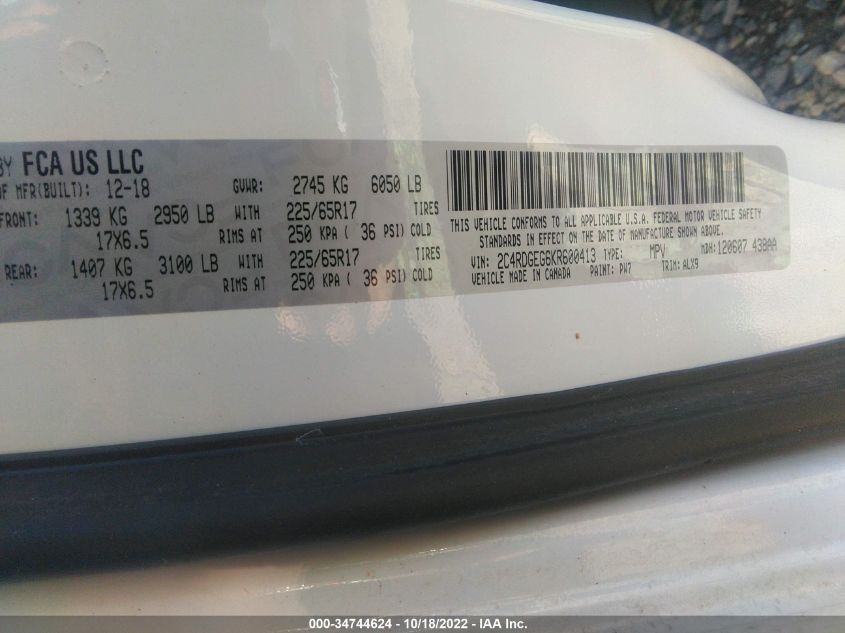 BY FCA US LLC
OF MFR(BUILT): 12-18 GVWR: 2745 KG 6050 LB
FRONT: 1339 KG 2950 LB WITH 225/65R17 TIRES
17X6.5 RIMS AT 250 KPA ( 36 PSI) COLD
REAR: 1407 KG 3100 LB WITH 225/65R17 TIRES
17X6.5 RIMS AT 250 KPA ( 36 PSI) COLD
THIS VEHICLE CONFORMS TO ALL APPLICABLE U.S.A. FEDERAL MOTOR VEHICLE SAFETY
STANDARDS IN EFFECT ON THE DATE OF MANUFACTURE SHOWN ABOVE.
VIN: 2C4RDGEG6KR600413 TYPE: MPV MDH: 120607 438AA
VEHICLE MADE IN CANADA PAINT: PW7 TRIM: ALX9
000-34744624 - 10/18/2022 - IAA Inc.